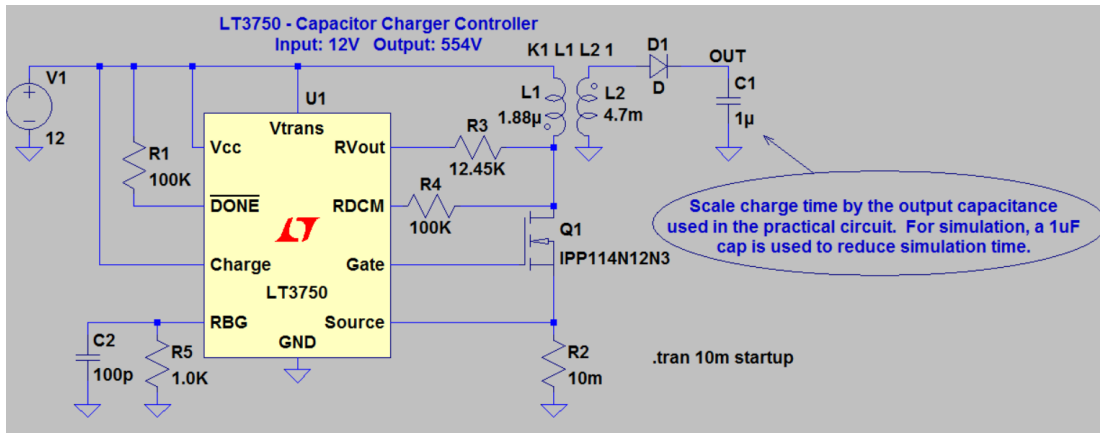 LT3750 - Capacitor Charger Controller
Input: 12V   Output: 554V
K1 L1 L2 1
D1
OUT
V1
U1
L1
L2
D
C1
12
1.88µ
4.7m
1µ
Vtrans
Vcc
RVout
R3
12.45K
R1
100K
DONE
RDCM
R4
100K
Scale charge time by the output capacitance
used in the practical circuit.  For simulation, a 1uF
cap is used to reduce simulation time.
Q1
IPP114N12N3
Charge
Gate
LT3750
RBG
Source
GND
C2
100p
R5
1.0K
R2
10m
.tran 10m startup